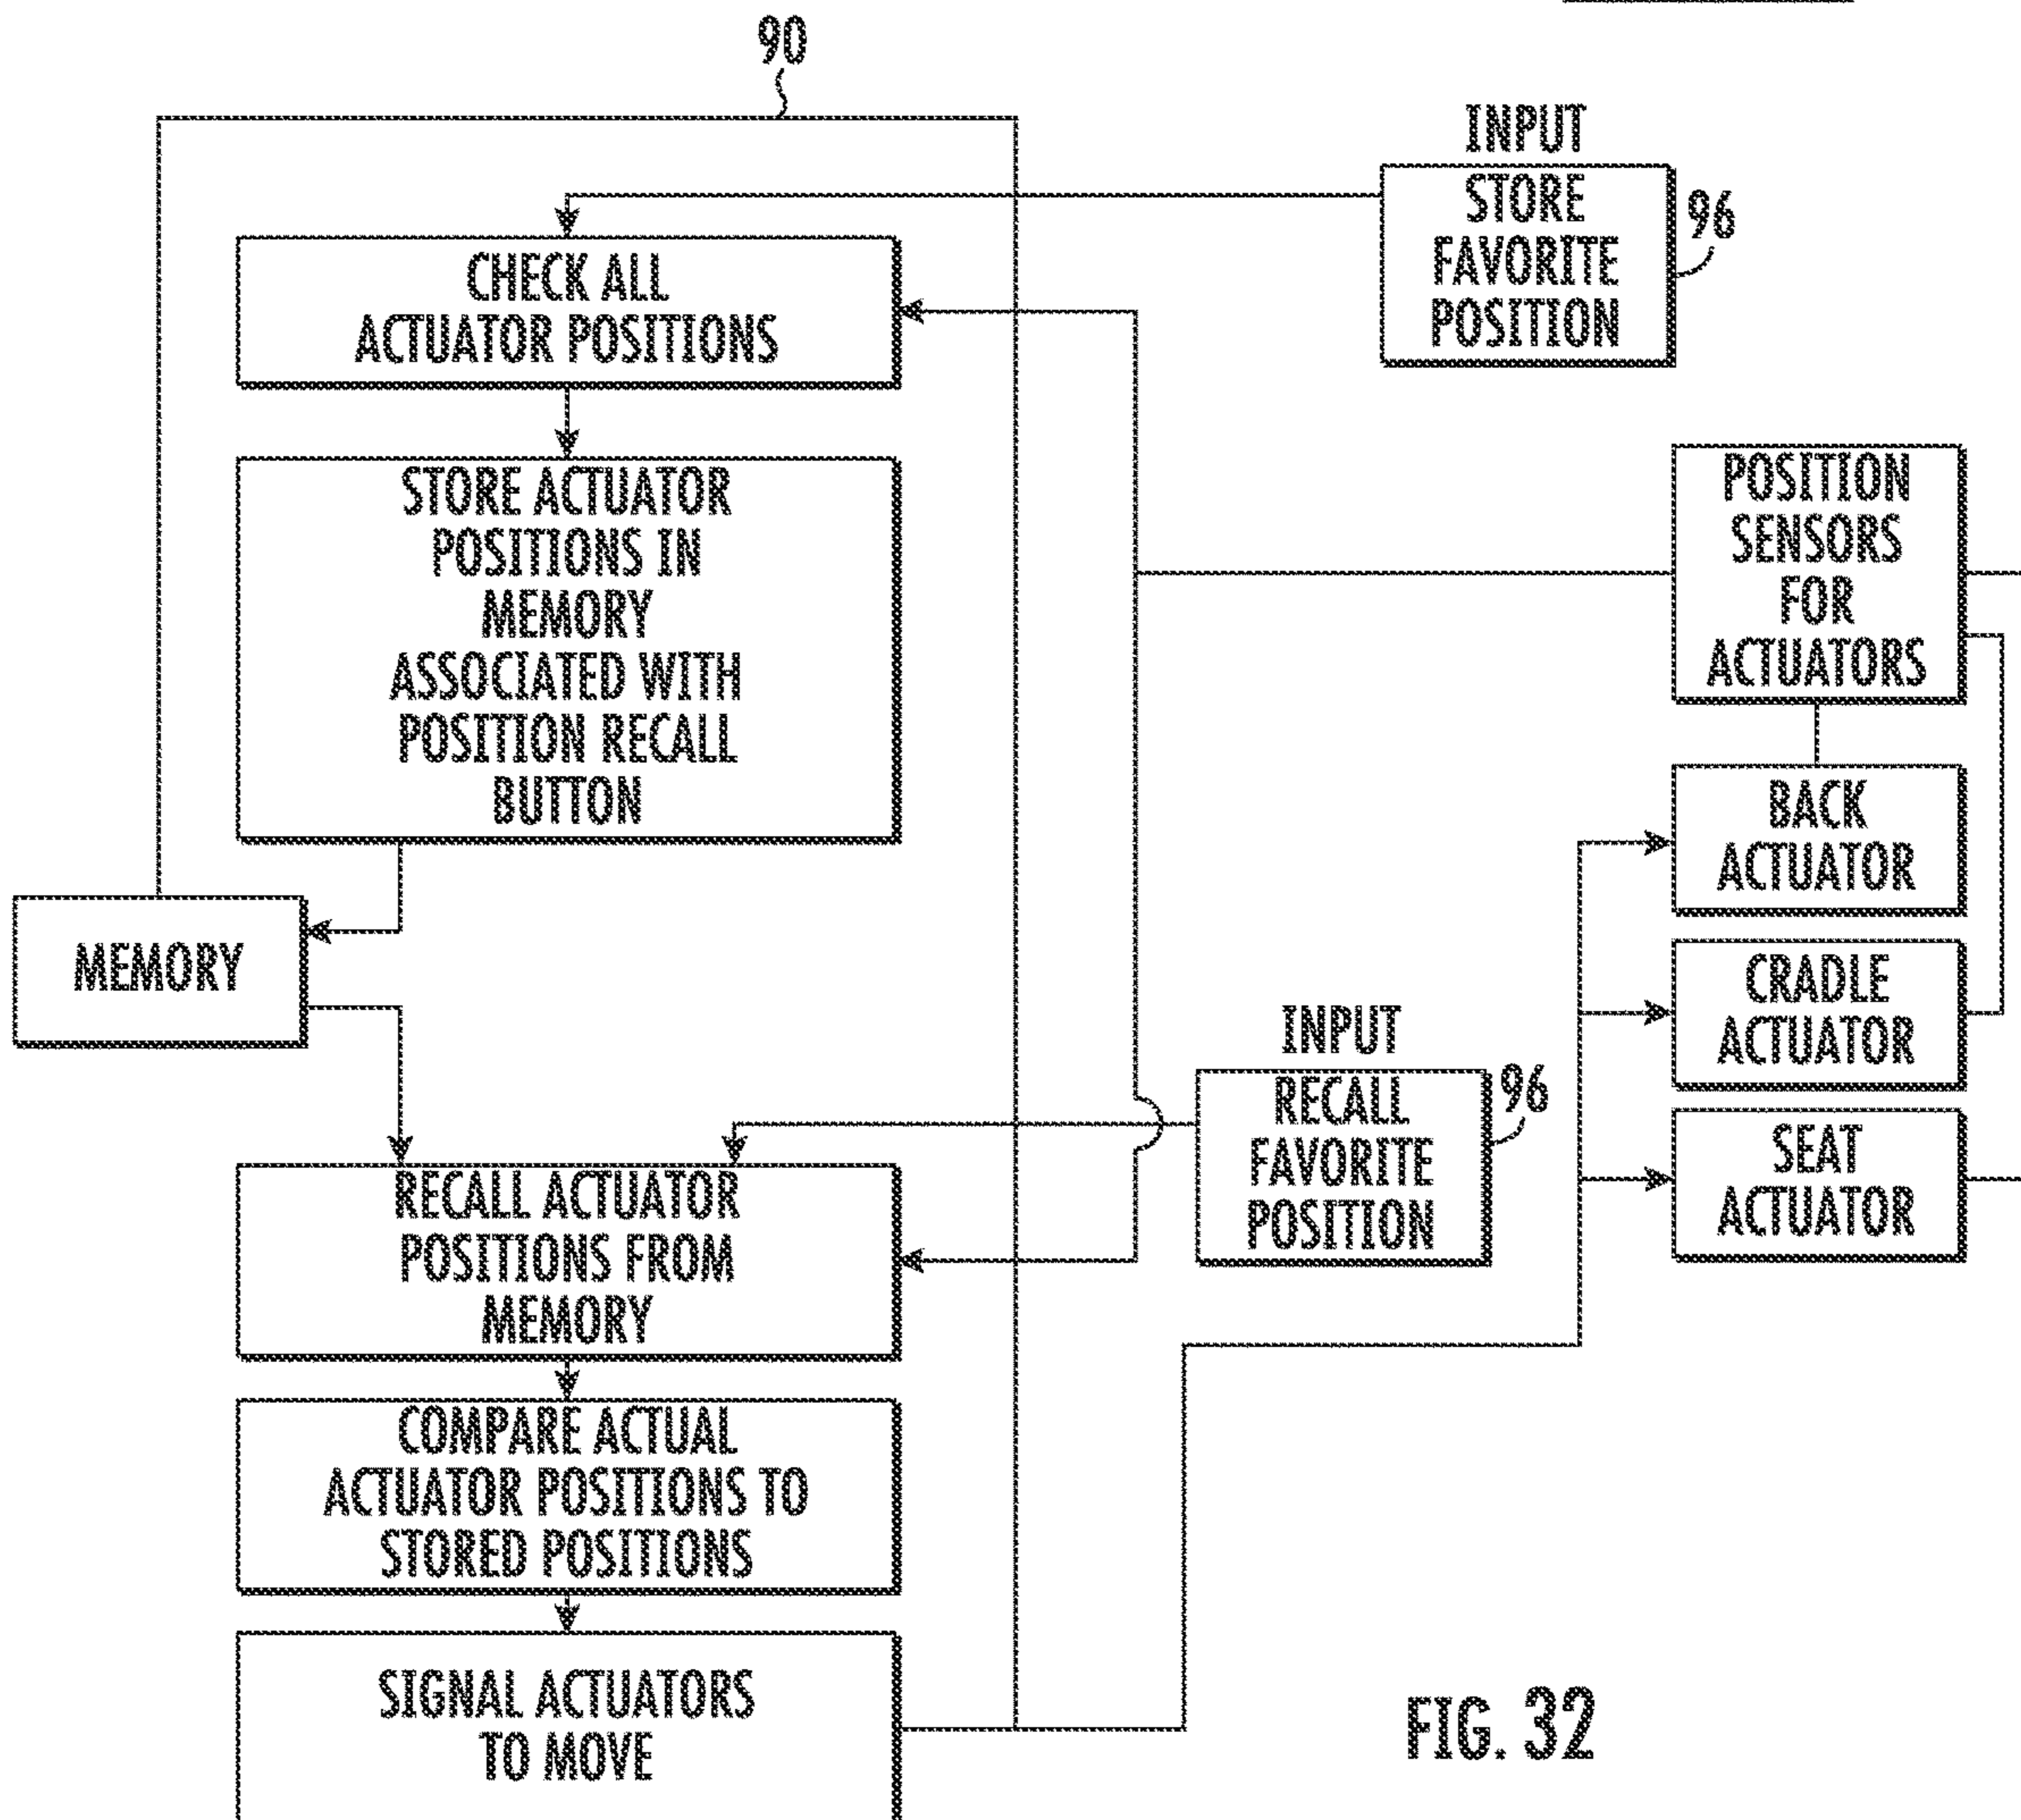 90
INPUT
STORE
FAVORITE
POSITION
96
CHECK ALL
ACTUATOR POSITIONS
STORE ACTUATOR
POSITIONS IN
MEMORY
ASSOCIATED WITH
POSITION RECALL
BUTTON
POSITION
SENSORS
FOR
ACTUATORS
BACK
ACTUATOR
MEMORY
CRADLE
ACTUATOR
INPUT
RECALL
FAVORITE
POSITION
96
SEAT
ACTUATOR
RECALL ACTUATOR
POSITIONS FROM
MEMORY
COMPARE ACTUAL
ACTUATOR POSITIONS TO
STORED POSITIONS
SIGNAL ACTUATORS
TO MOVE
FIG. 32